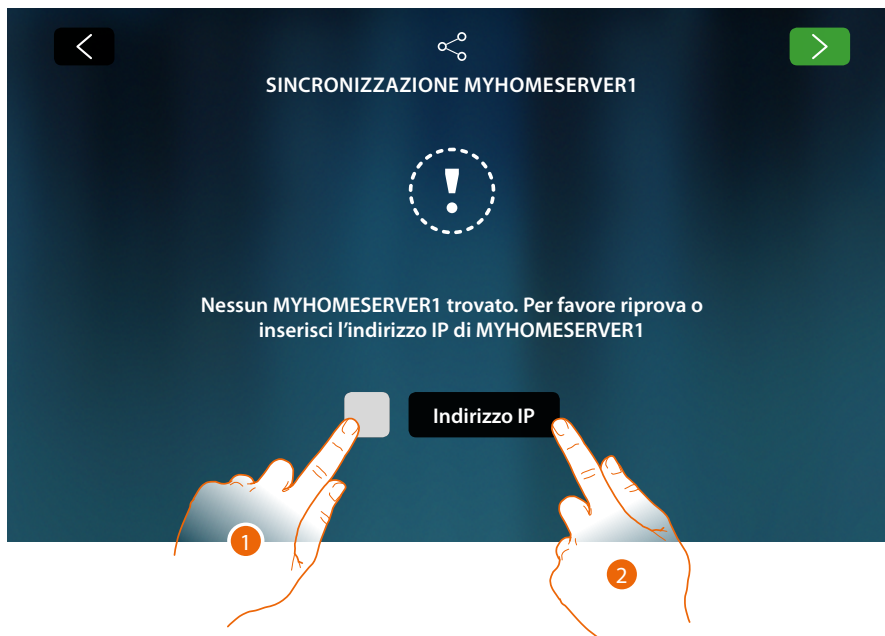 SINCRONIZZAZIONE MYHOMESERVER1
!
Nessun MYHOMESERVER1 trovato. Per favore riprova o
inserisci l’indirizzo IP di MYHOMESERVER1
Indirizzo IP
1
2